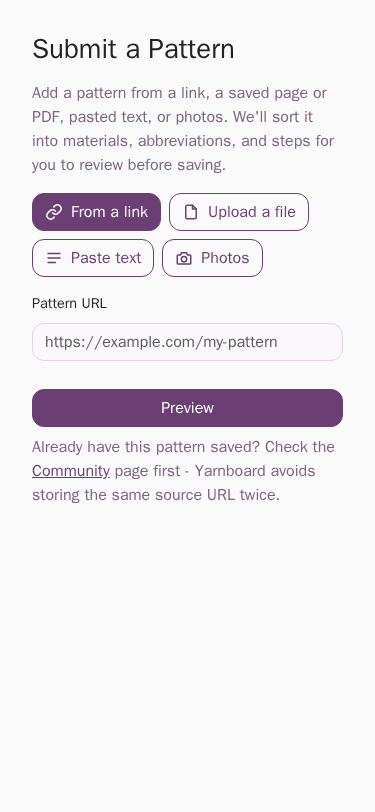 Submit a Pattern
Add a pattern from a link, a saved page or
PDF, pasted text, or photos. We'll sort it
into materials, abbreviations, and steps for
you to review before saving.
From a link
Upload a file
Paste text
Photos
Pattern URL
https://example.com/my-pattern
Preview
Already have this pattern saved? Check the
Community page first - Yarnboard avoids
storing the same source URL twice.